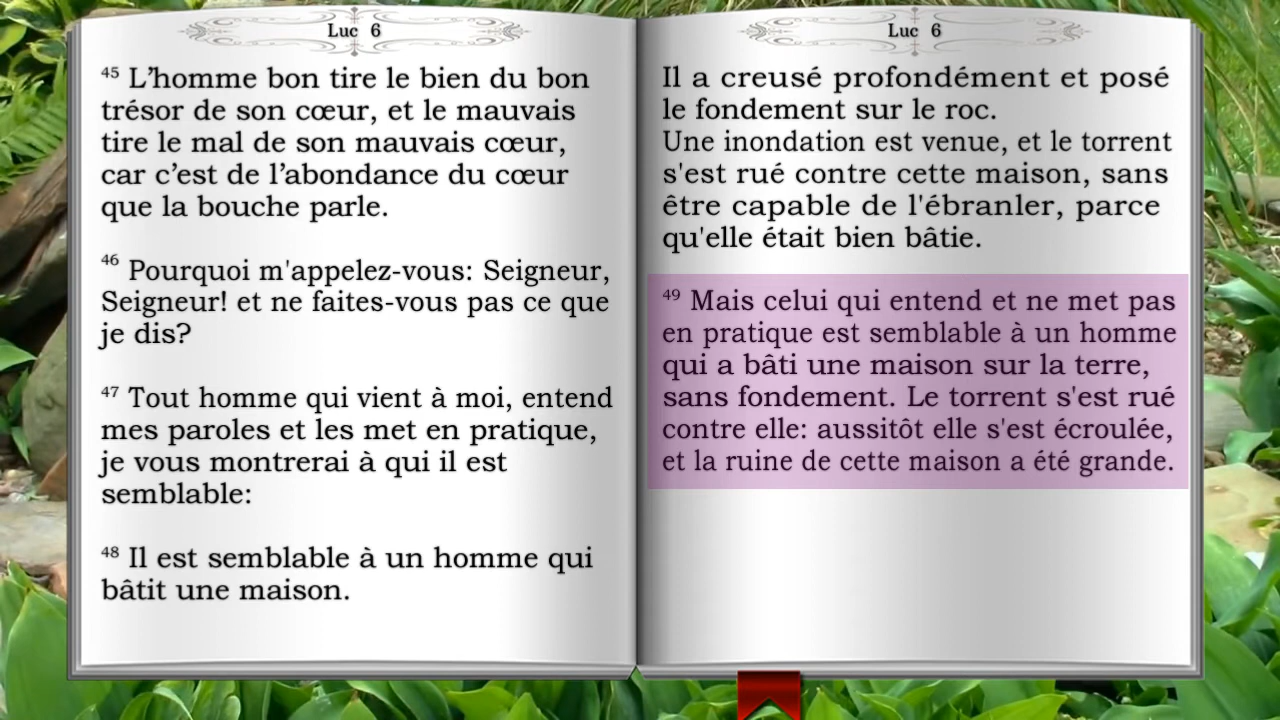 Luc 6
45 L’homme bon tire le bien du bon
trésor de son cœur, et le mauvais
tire le mal de son mauvais cœur,
car c’est de l’abondance du cœur
que la bouche parle.
46 Pourquoi m'appelez-vous: Seigneur,
Seigneur! et ne faites-vous pas ce que
je dis?
47 Tout homme qui vient à moi, entend
mes paroles et les met en pratique,
je vous montrerai à qui il est
semblable:
48 Il est semblable à un homme qui
bâtit une maison.
Luc 6
Il a creusé profondément et posé
le fondement sur le roc.
Une inondation est venue, et le torrent
s'est rué contre cette maison, sans
être capable de l'ébranler, parce
qu'elle était bien bâtie.
49 Mais celui qui entend et ne met pas
en pratique est semblable à un homme
qui a bâti une maison sur la terre,
sans fondement. Le torrent s'est rué
contre elle: aussitôt elle s'est écroulée,
et la ruine de cette maison a été grande.